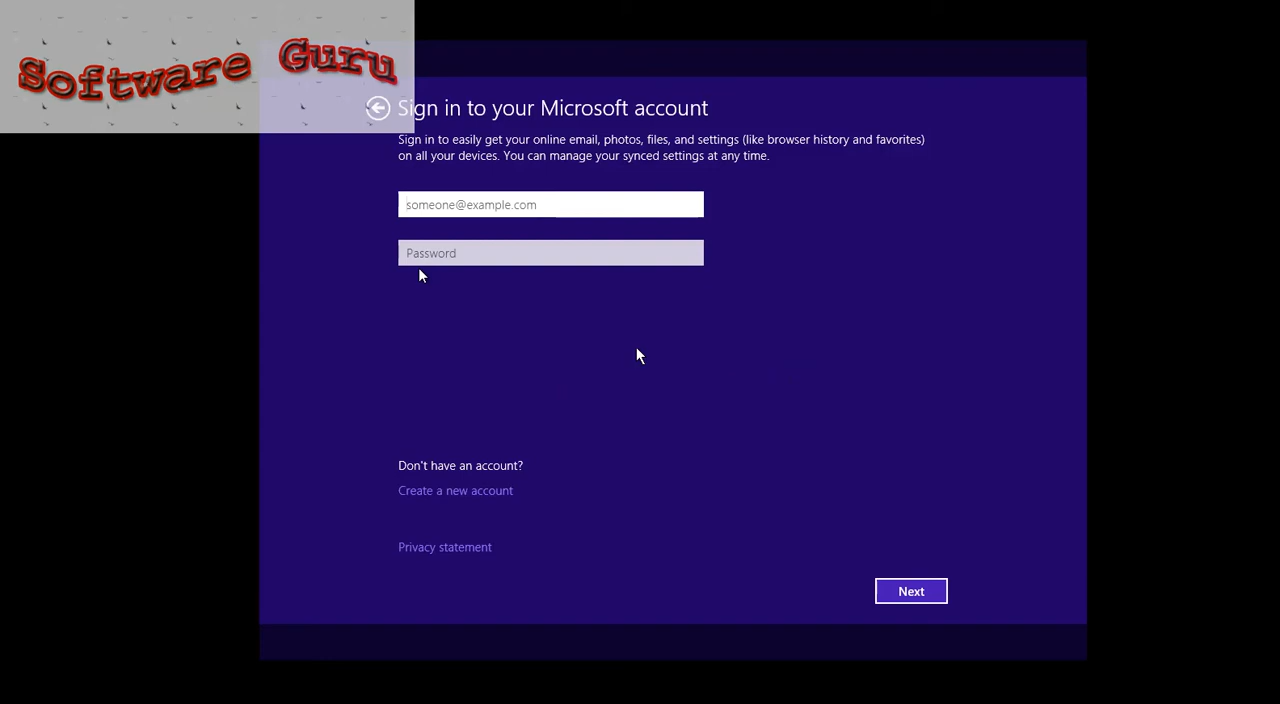 Software Guru
Sign in to your Microsoft account
Sign in to easily get your online email, photos, files, and settings (like browser history and favorites)
on all your devices. You can manage your synced settings at any time.
someone@example.com
Password
Don't have an account?
Create a new account
Privacy statement
Next